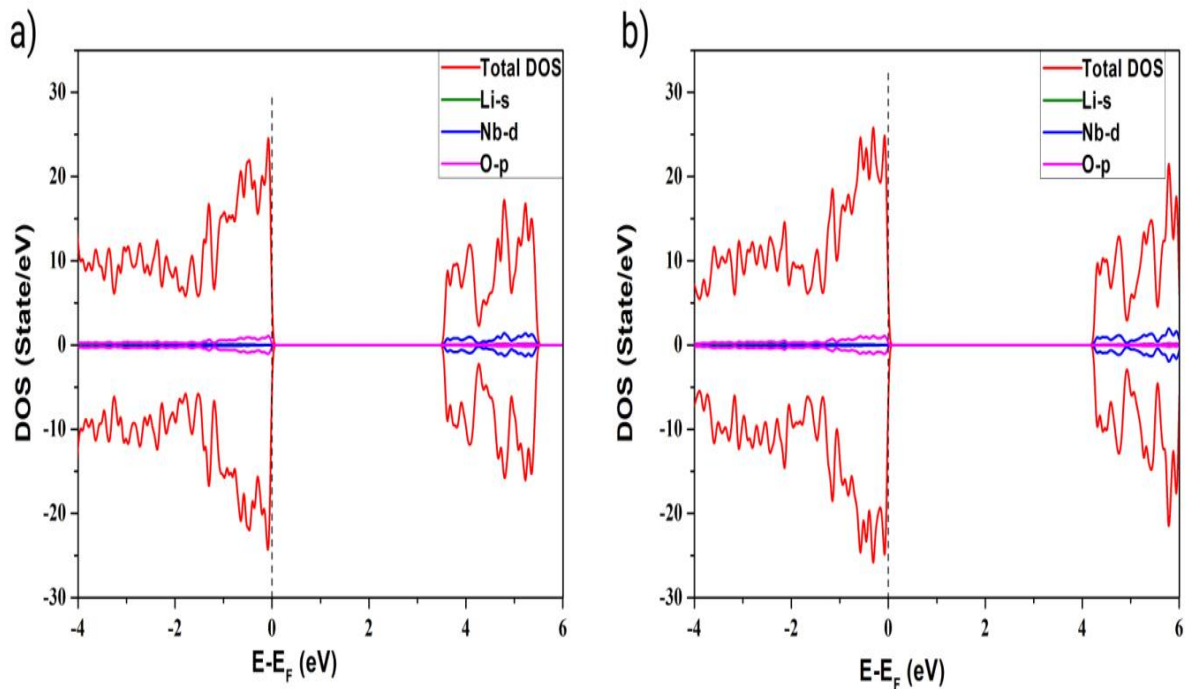 a)
DOS (State/eV)
30
20
10
0
-10
-20
-30
Total DOS
Li-s
Nb-d
O-p
-4
-2
0
2
4
6
E-E_F (eV)
b)
DOS (State/eV)
30
20
10
0
-10
-20
-30
Total DOS
Li-s
Nb-d
O-p
-4
-2
0
2
4
6
E-E_F (eV)